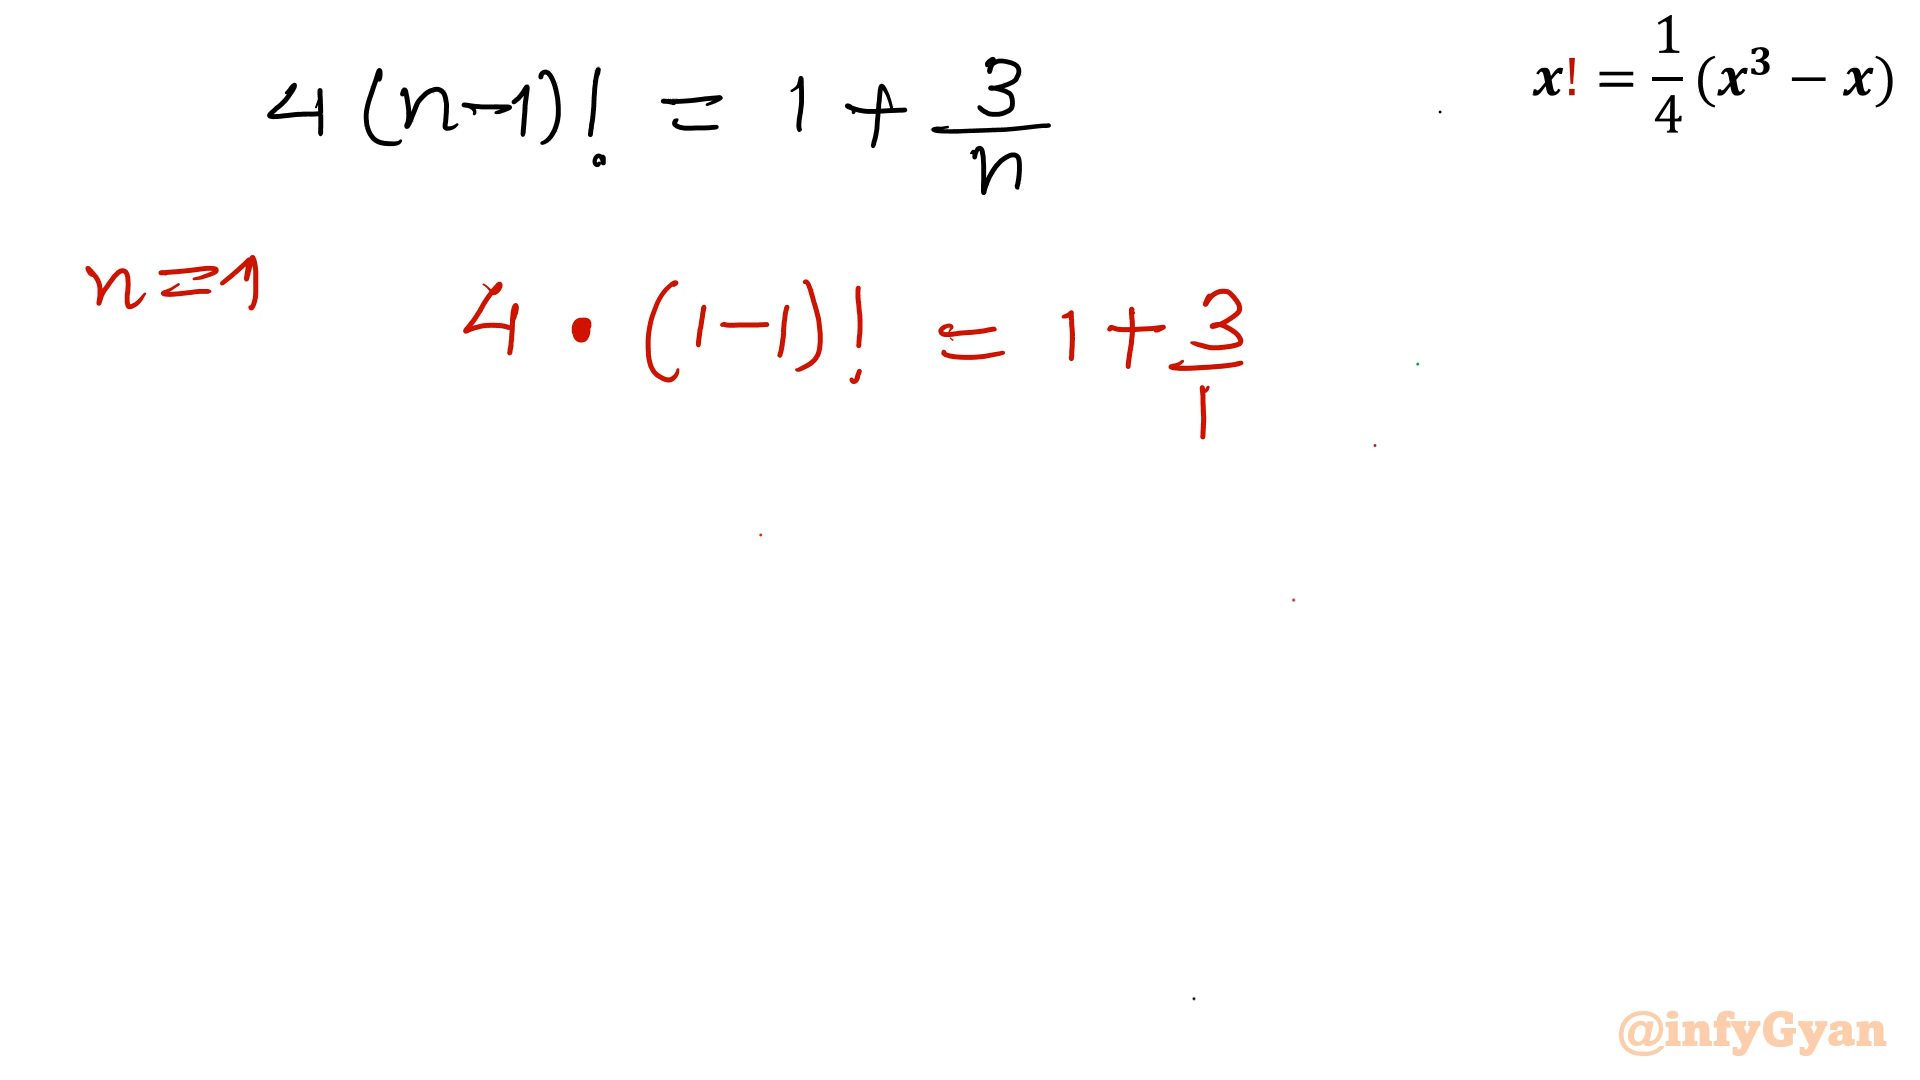 4 (n-1)! = 1 + 3/n
x! = 1/4 (x³ − x)
n=1
4 • (1-1)! = 1 + 3/1
@infyGyan